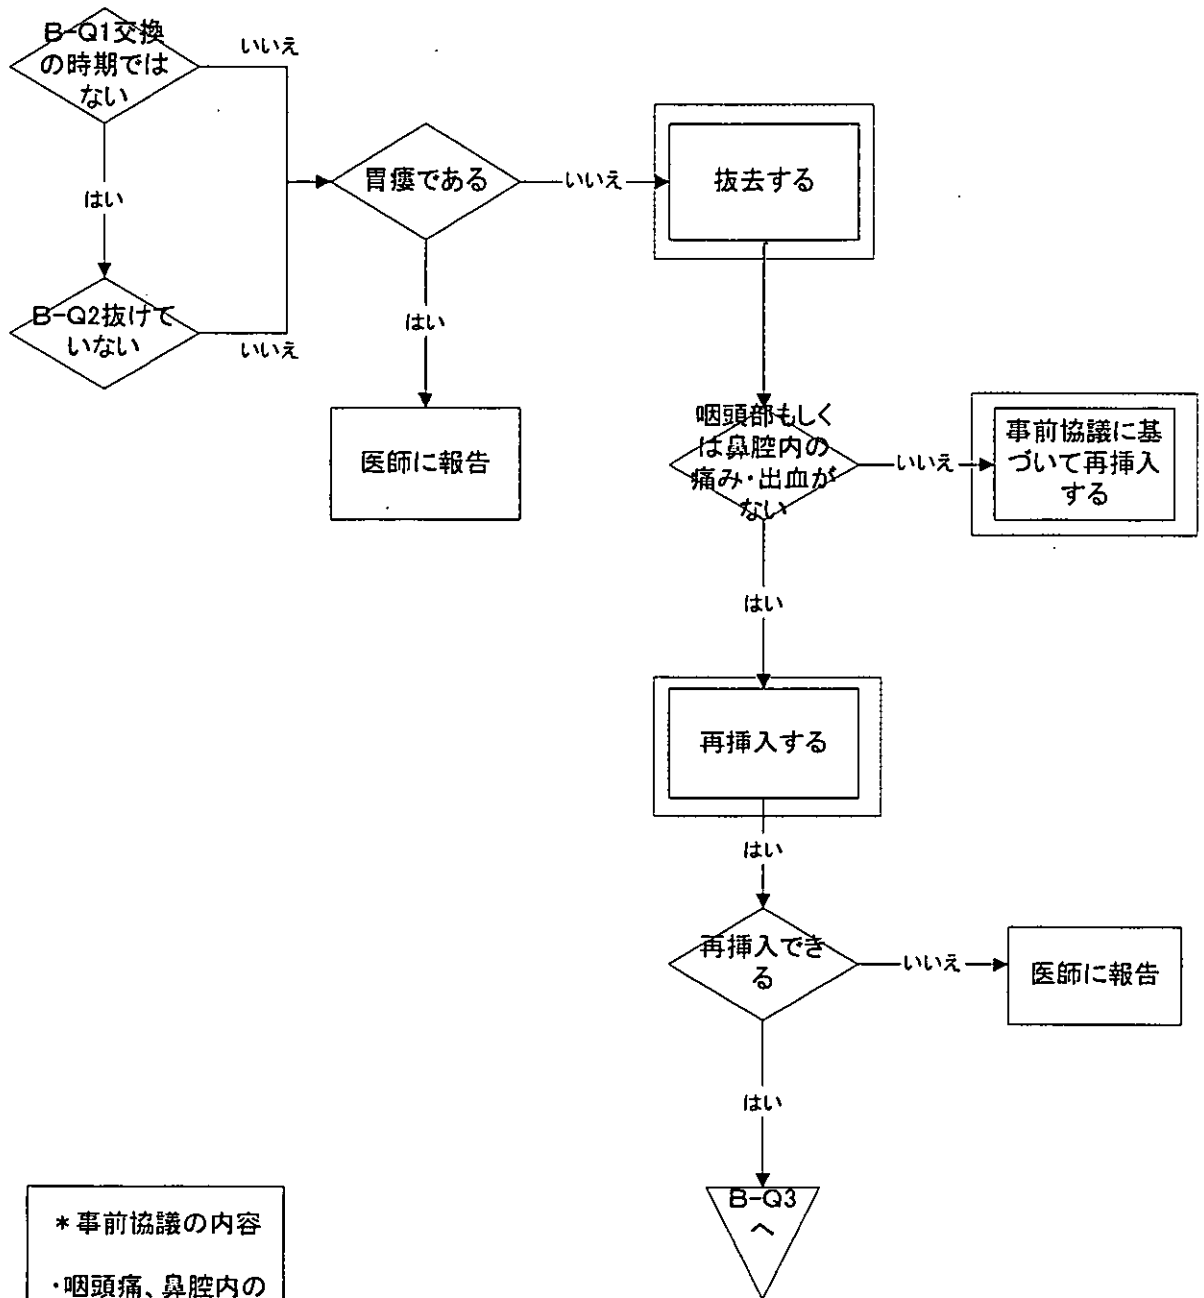 B-Q1交換
の時期では
ない
いいえ
はい
胃瘻である
いいえ
抜去する
B-Q2抜けて
いない
いいえ
はい
医師に報告
咽頭部もしく
は鼻腔内の
痛み・出血が
ない
いいえ
事前協議に基
づいて再挿入
する
はい
再挿入する
はい
再挿入でき
る
いいえ
医師に報告
はい
B-Q3
へ
*事前協議の内容
・咽頭痛、鼻腔内の